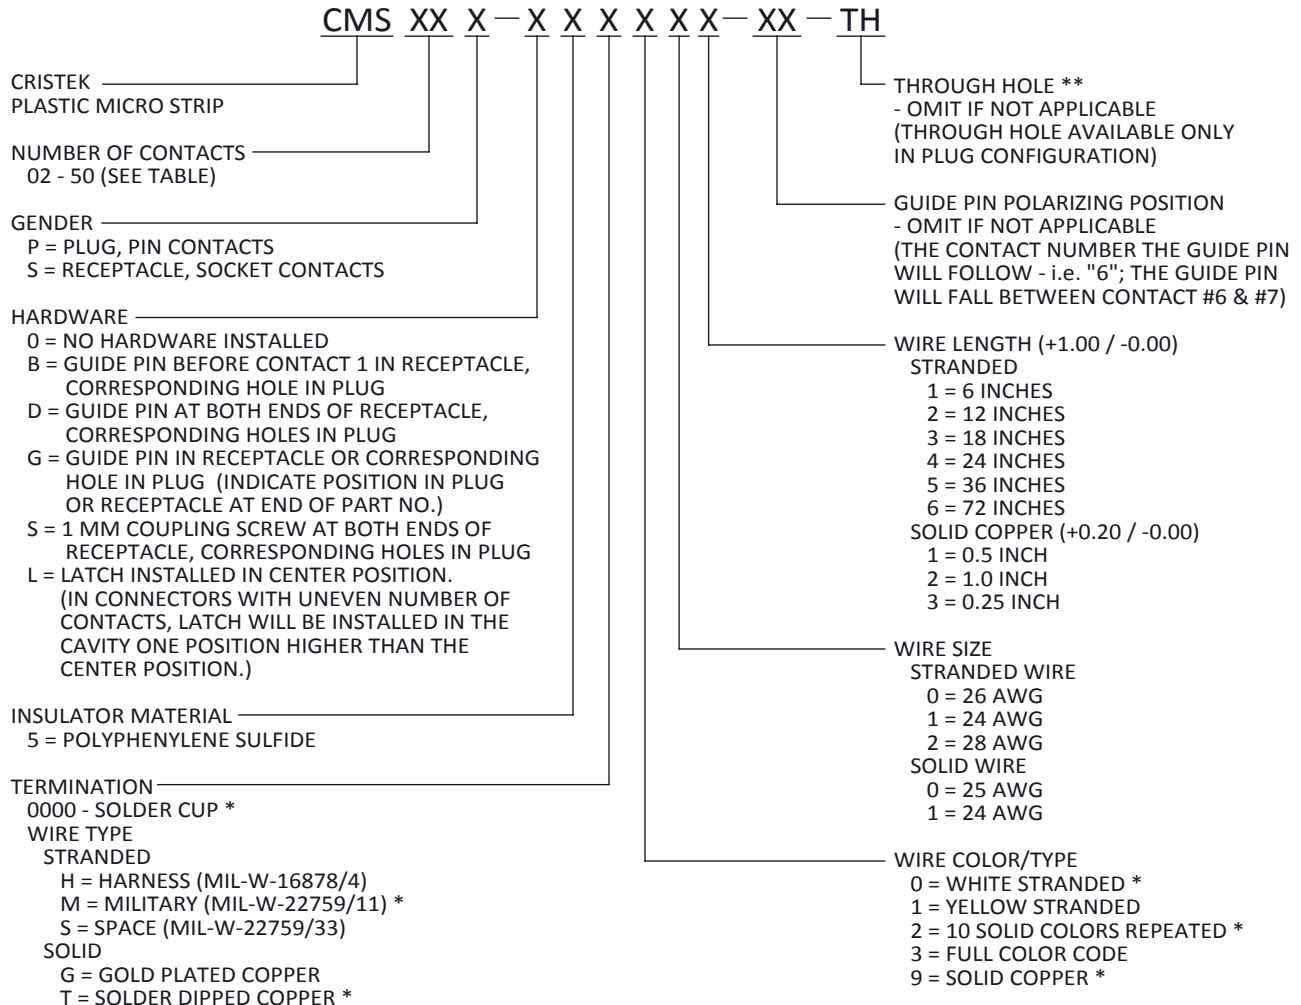 CMS XX X — X X X X X X — XX — TH
CRISTEK
PLASTIC MICRO STRIP
NUMBER OF CONTACTS
02 - 50 (SEE TABLE)
GENDER
P = PLUG, PIN CONTACTS
S = RECEPTACLE, SOCKET CONTACTS
HARDWARE
0 = NO HARDWARE INSTALLED
B = GUIDE PIN BEFORE CONTACT 1 IN RECEPTACLE,
CORRESPONDING HOLE IN PLUG
D = GUIDE PIN AT BOTH ENDS OF RECEPTACLE,
CORRESPONDING HOLES IN PLUG
G = GUIDE PIN IN RECEPTACLE OR CORRESPONDING
HOLE IN PLUG (INDICATE POSITION IN PLUG
OR RECEPTACLE AT END OF PART NO.)
S = 1 MM COUPLING SCREW AT BOTH ENDS OF
RECEPTACLE, CORRESPONDING HOLES IN PLUG
L = LATCH INSTALLED IN CENTER POSITION.
(IN CONNECTORS WITH UNEVEN NUMBER OF
CONTACTS, LATCH WILL BE INSTALLED IN THE
CAVITY ONE POSITION HIGHER THAN THE
CENTER POSITION.)
INSULATOR MATERIAL
5 = POLYPHENYLENE SULFIDE
TERMINATION
0000 - SOLDER CUP *
WIRE TYPE
STRANDED
H = HARNESS (MIL-W-16878/4)
M = MILITARY (MIL-W-22759/11) *
S = SPACE (MIL-W-22759/33)
SOLID
G = GOLD PLATED COPPER
T = SOLDER DIPPED COPPER *
THROUGH HOLE **
- OMIT IF NOT APPLICABLE
(THROUGH HOLE AVAILABLE ONLY
IN PLUG CONFIGURATION)
GUIDE PIN POLARIZING POSITION
- OMIT IF NOT APPLICABLE
(THE CONTACT NUMBER THE GUIDE PIN
WILL FOLLOW - i.e. "6"; THE GUIDE PIN
WILL FALL BETWEEN CONTACT #6 & #7)
WIRE LENGTH (+1.00 / -0.00)
STRANDED
1 = 6 INCHES
2 = 12 INCHES
3 = 18 INCHES
4 = 24 INCHES
5 = 36 INCHES
6 = 72 INCHES
SOLID COPPER (+0.20 / -0.00)
1 = 0.5 INCH
2 = 1.0 INCH
3 = 0.25 INCH
WIRE SIZE
STRANDED WIRE
0 = 26 AWG
1 = 24 AWG
2 = 28 AWG
SOLID WIRE
0 = 25 AWG
1 = 24 AWG
WIRE COLOR/TYPE
0 = WHITE STRANDED *
1 = YELLOW STRANDED
2 = 10 SOLID COLORS REPEATED *
3 = FULL COLOR CODE
9 = SOLID COPPER *